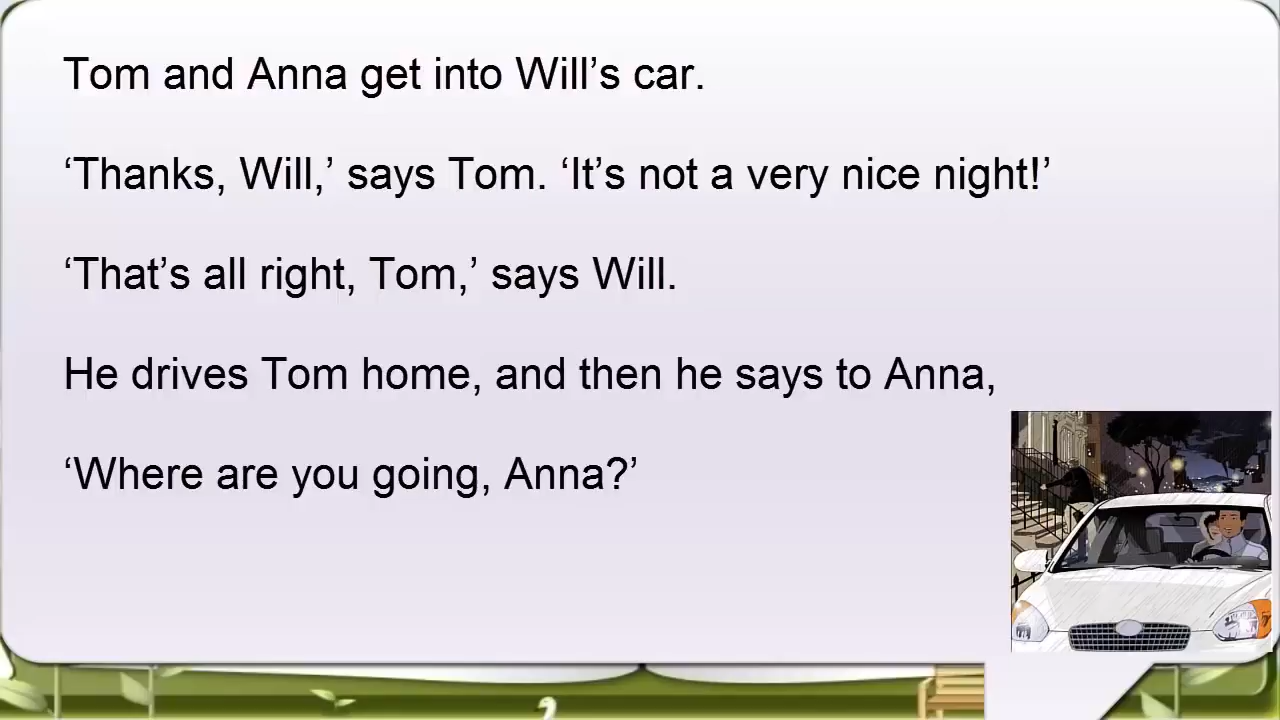 Tom and Anna get into Will’s car.
‘Thanks, Will,’ says Tom. ‘It’s not a very nice night!’
‘That’s all right, Tom,’ says Will.
He drives Tom home, and then he says to Anna,
‘Where are you going, Anna?’